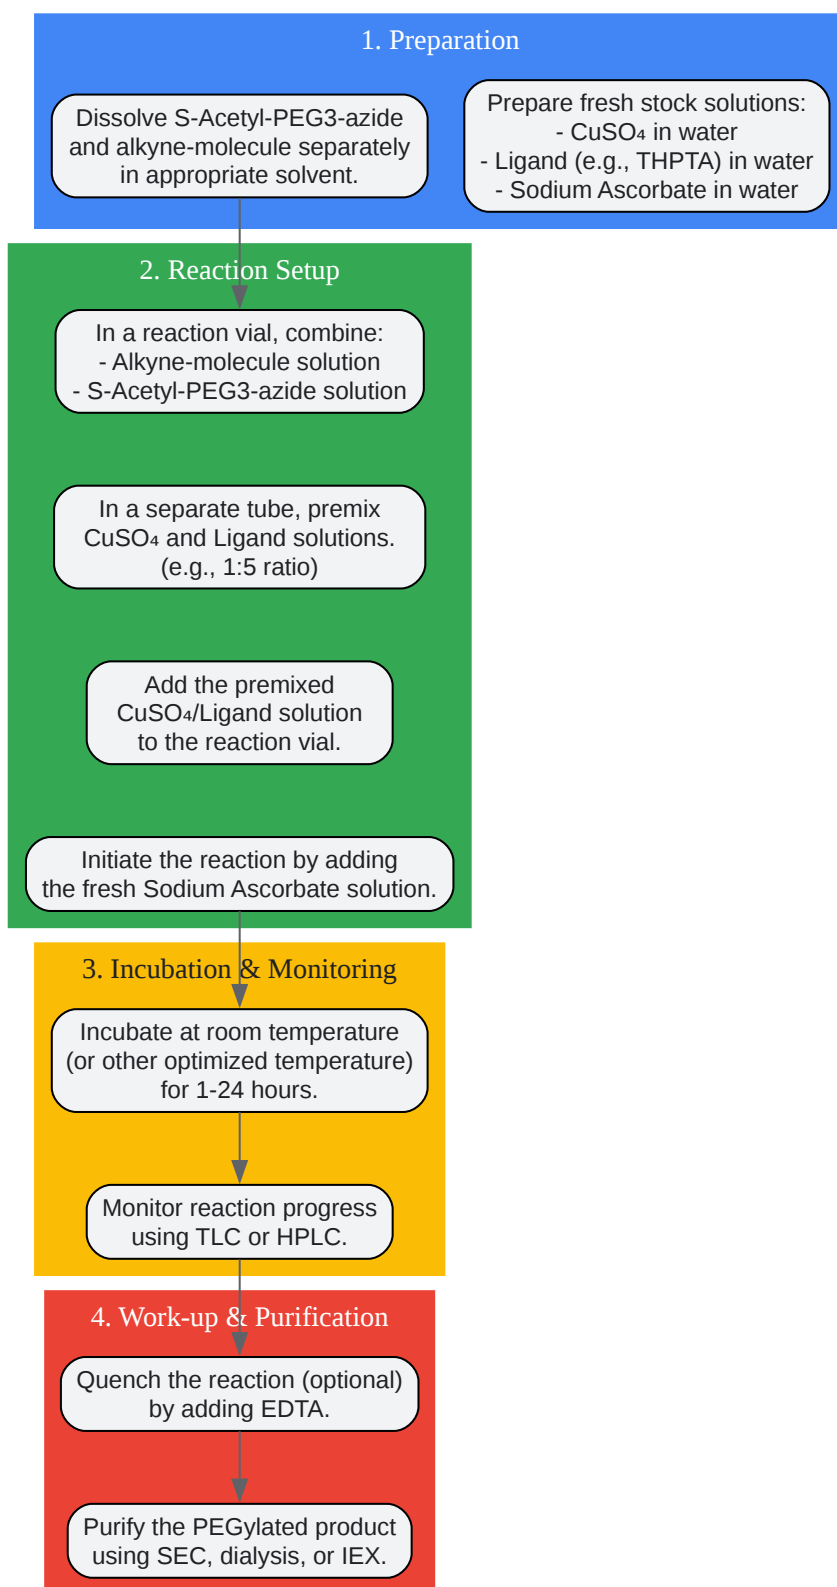 1. Preparation
Dissolve S-Acetyl-PEG3-azide
and alkyne-molecule separately
in appropriate solvent.
Prepare fresh stock solutions:
- CuSO₄ in water
- Ligand (e.g., THPTA) in water
- Sodium Ascorbate in water
2. Reaction Setup
In a reaction vial, combine:
- Alkyne-molecule solution
- S-Acetyl-PEG3-azide solution
In a separate tube, premix
CuSO₄ and Ligand solutions.
(e.g., 1:5 ratio)
Add the premixed
CuSO₄/Ligand solution
to the reaction vial.
Initiate the reaction by adding
the fresh Sodium Ascorbate solution.
3. Incubation & Monitoring
Incubate at room temperature
(or other optimized temperature)
for 1-24 hours.
Monitor reaction progress
using TLC or HPLC.
4. Work-up & Purification
Quench the reaction (optional)
by adding EDTA.
Purify the PEGylated product
using SEC, dialysis, or IEX.